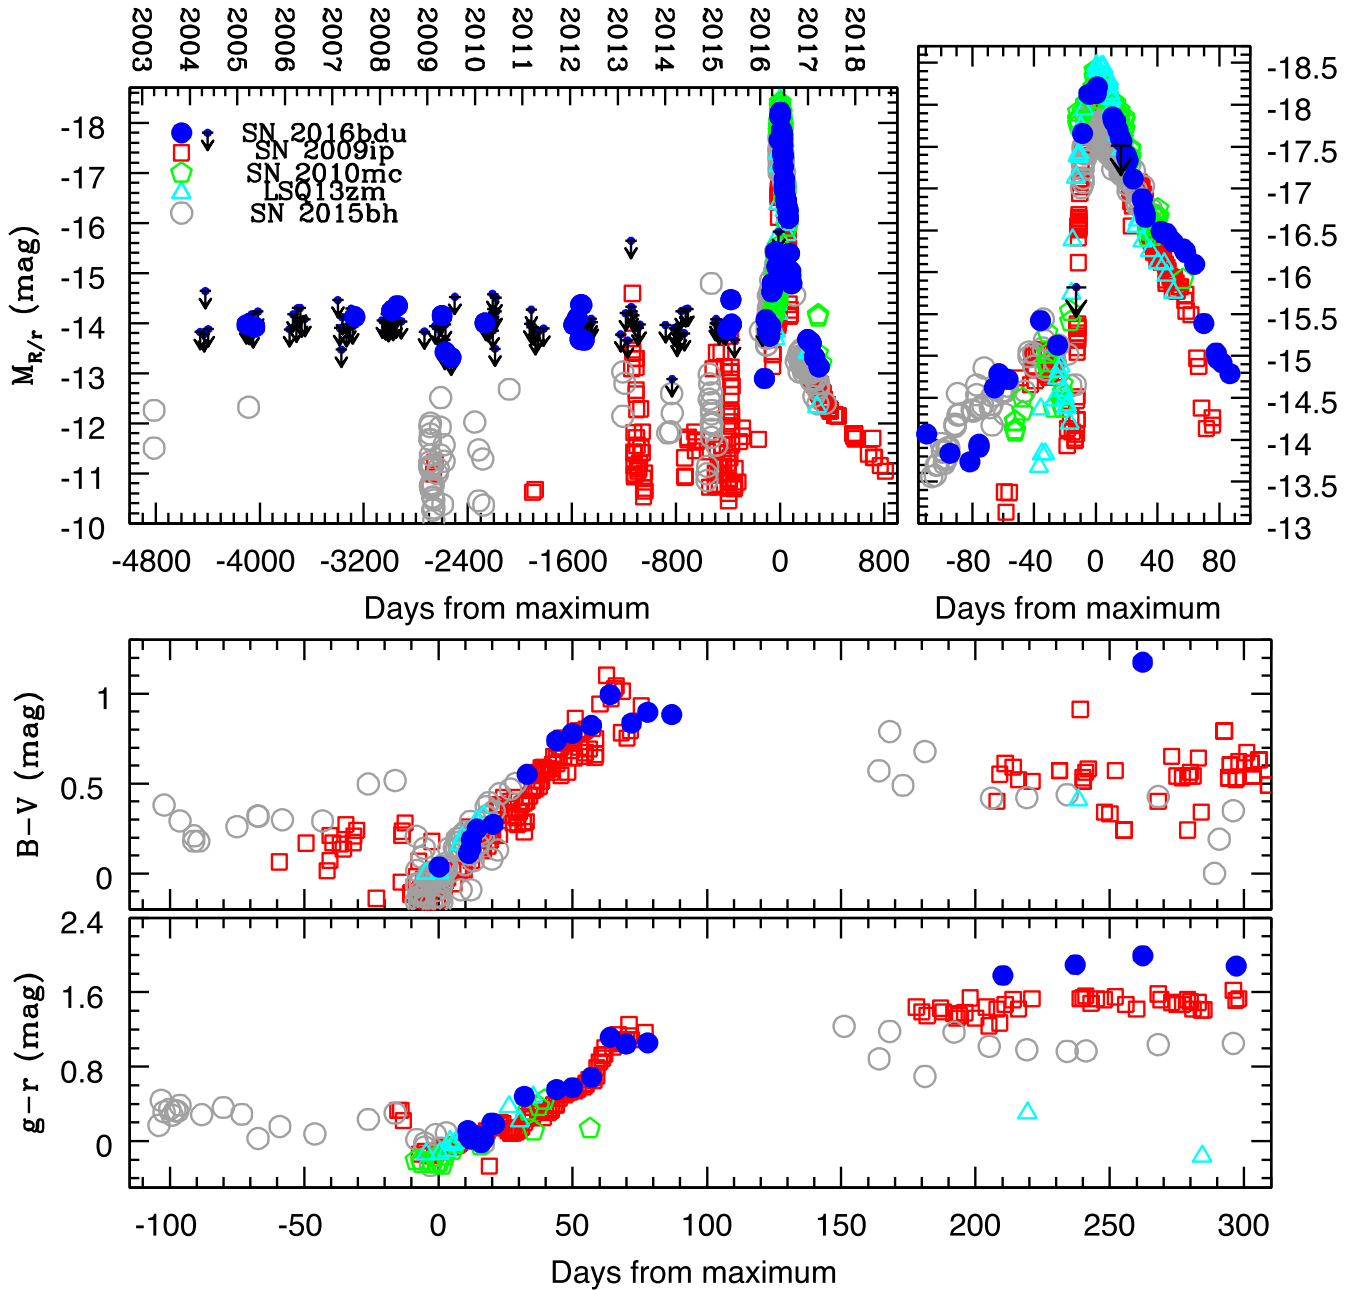 2003 2004 2005 2006 2007 2008 2009 2010 2011 2012 2013 2014 2015 2016 2017 2018
-18 -17 -16 -15 -14 -13 -12 -11 -10
M_R/r (mag)
SN 2016bdu
SN 2009ip
SN 2010mc
LSQ13zm
SN 2015bh
-4800 -3200 -2400 -1600 -800 0 800
-4000
Days from maximum
-18.5 -18 -17.5 -17 -16.5 -16 -15.5 -15 -14.5 -14 -13.5 -13
-80 -40 0 40 80
Days from maximum
B-V (mag)
1 0.5 0
g-r (mag)
2.4 1.6 0.8 0
-100 -50 0 50 100 150 200 250 300
Days from maximum